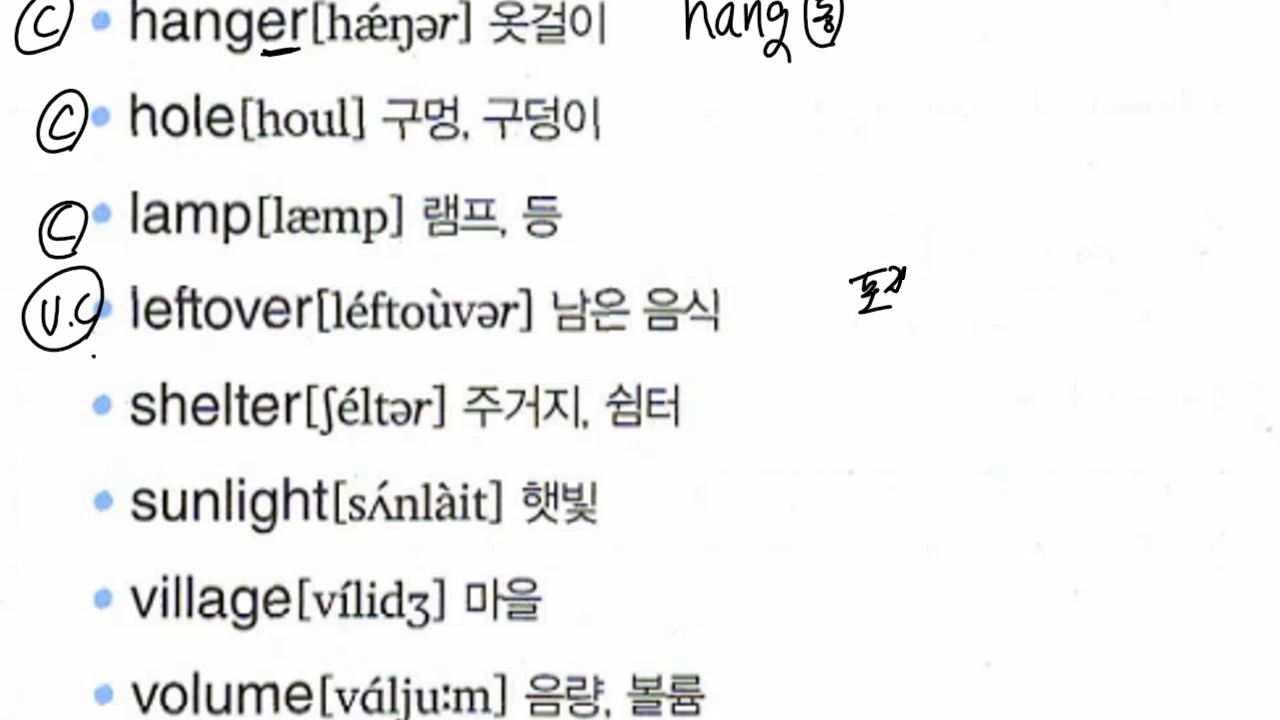 Ⓒ • hanger[hǽŋər] 옷걸이 hang ㊌
Ⓒ • hole[houl] 구멍, 구덩이
Ⓒ • lamp[læmp] 램프, 등
U.C • leftover[léftoùvər] 남은 음식
• shelter[ʃéltər] 주거지, 쉼터
• sunlight[sʌ́nlàit] 햇빛
• village[vílidʒ] 마을
• volume[válju:m] 음량, 볼륨